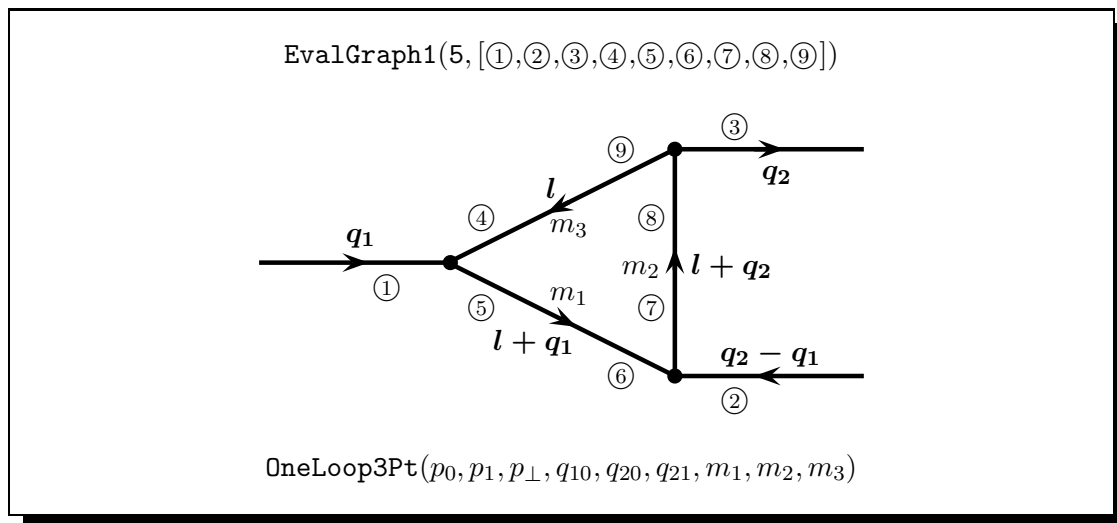 EvalGraph1(5,[①,②,③,④,⑤,⑥,⑦,⑧,⑨])
③
⑨
q₂
l
④
m₃
⑧
q₁
m₂
l + q₂
①
m₁
⑤
⑦
l + q₁
q₂ − q₁
⑥
②
OneLoop3Pt(p₀, p₁, p⊥, q₁₀, q₂₀, q₂₁, m₁, m₂, m₃)